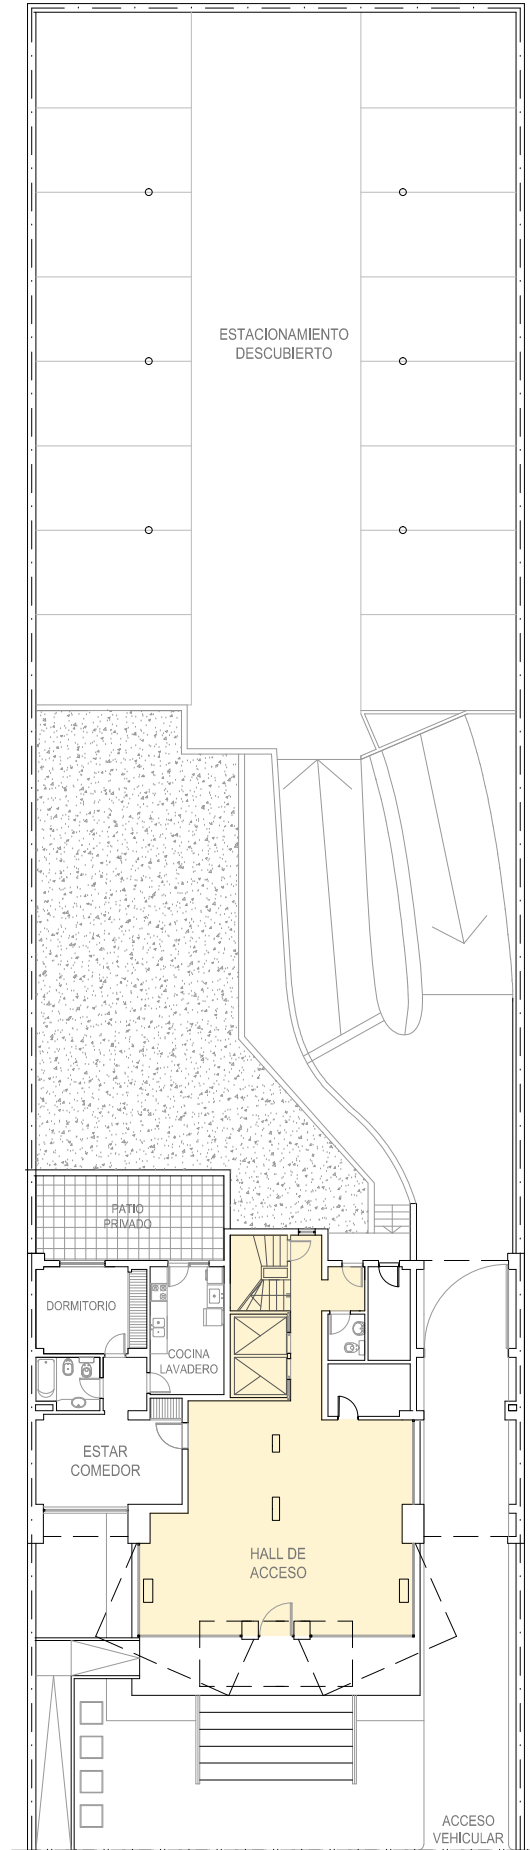 ESTACIONAMIENTO
DESCUBIERTO
PATIO
PRIVADO
DORMITORIO
COCINA
LAVADERO
ESTAR
COMEDOR
HALL DE
ACCESO
ACCESO
VEHICULAR